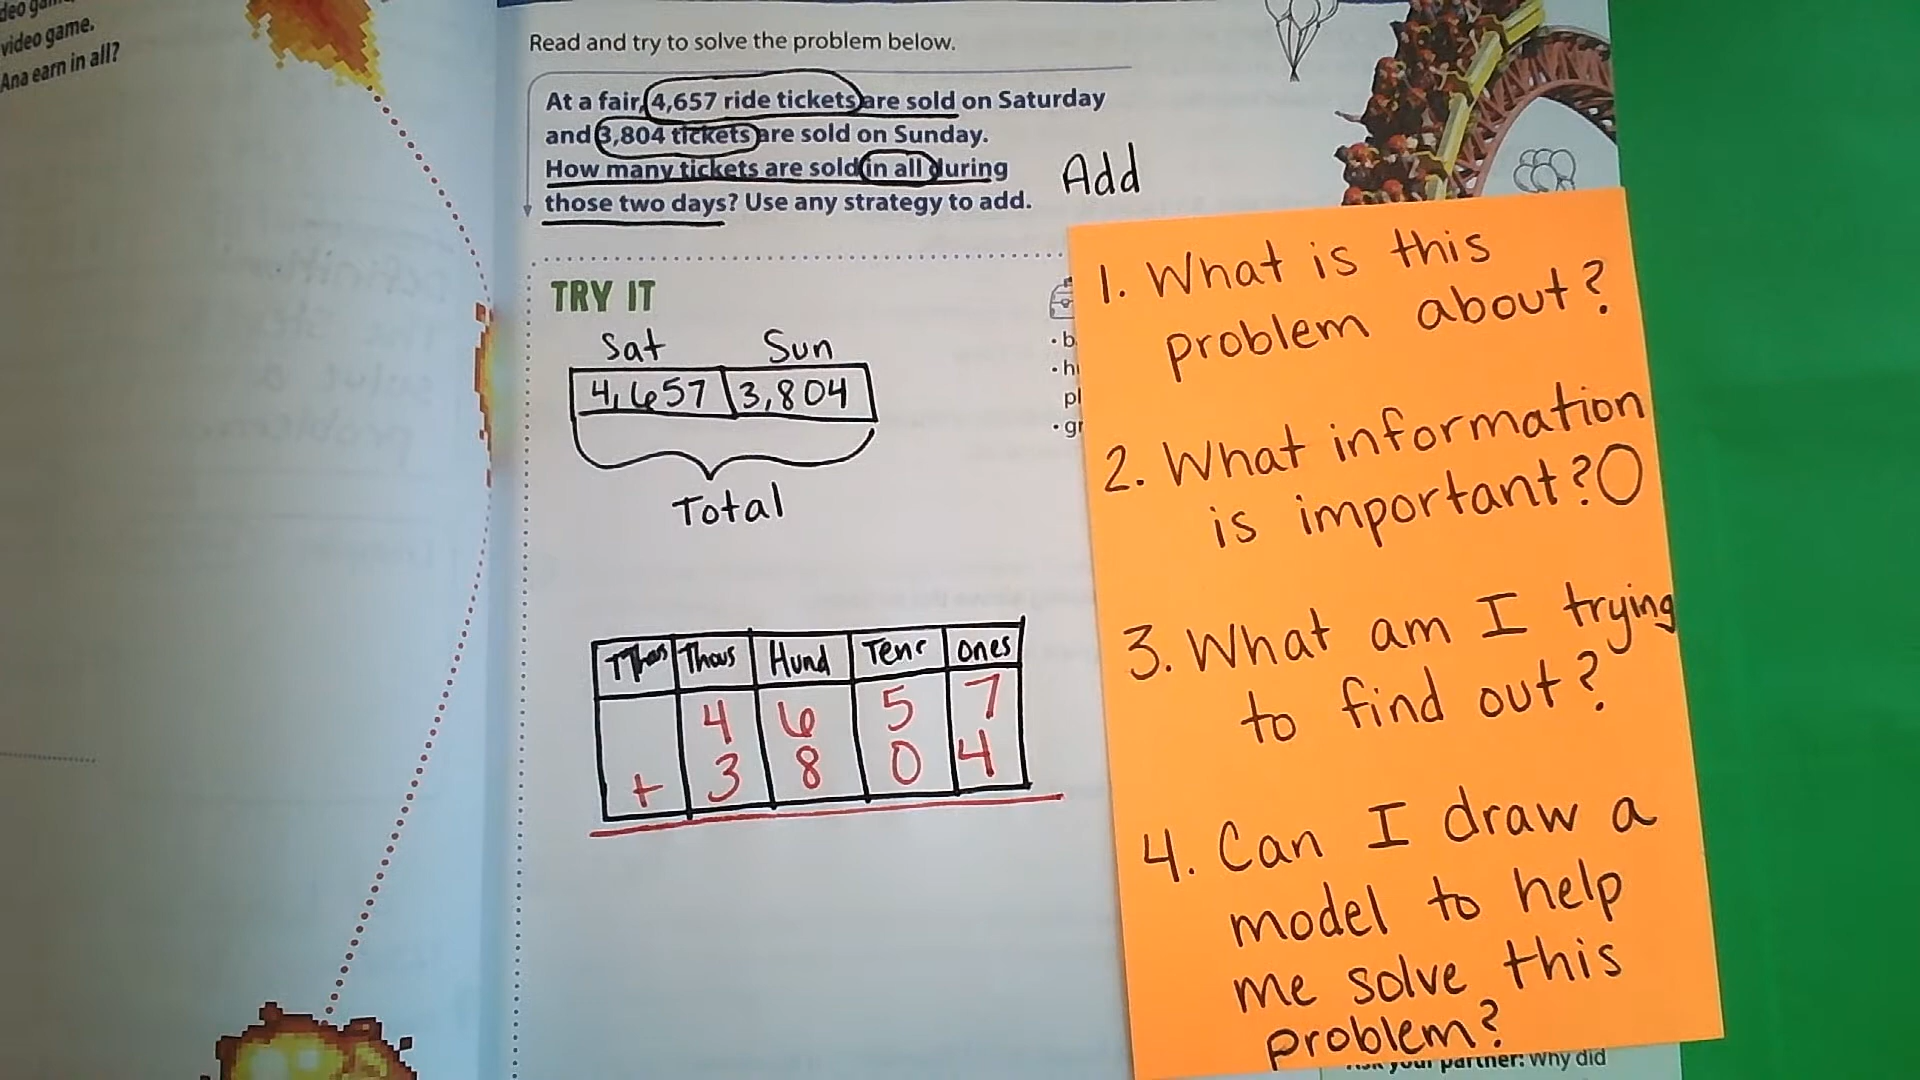 video game.
Ana earn in all?
Read and try to solve the problem below.
At a fair, 4,657 ride tickets are sold on Saturday
and 3,804 tickets are sold on Sunday.
How many tickets are sold in all during
those two days? Use any strategy to add.
Add
TRY IT
Sat Sun
4,657 3,804
Total
Thous Hund Tens ones
4 6 5 7
+ 3 8 0 4
1. What is this
problem about?
2. What information
is important?
3. What am I trying
to find out?
4. Can I draw a
model to help
me solve this
problem?
your partner: Why did